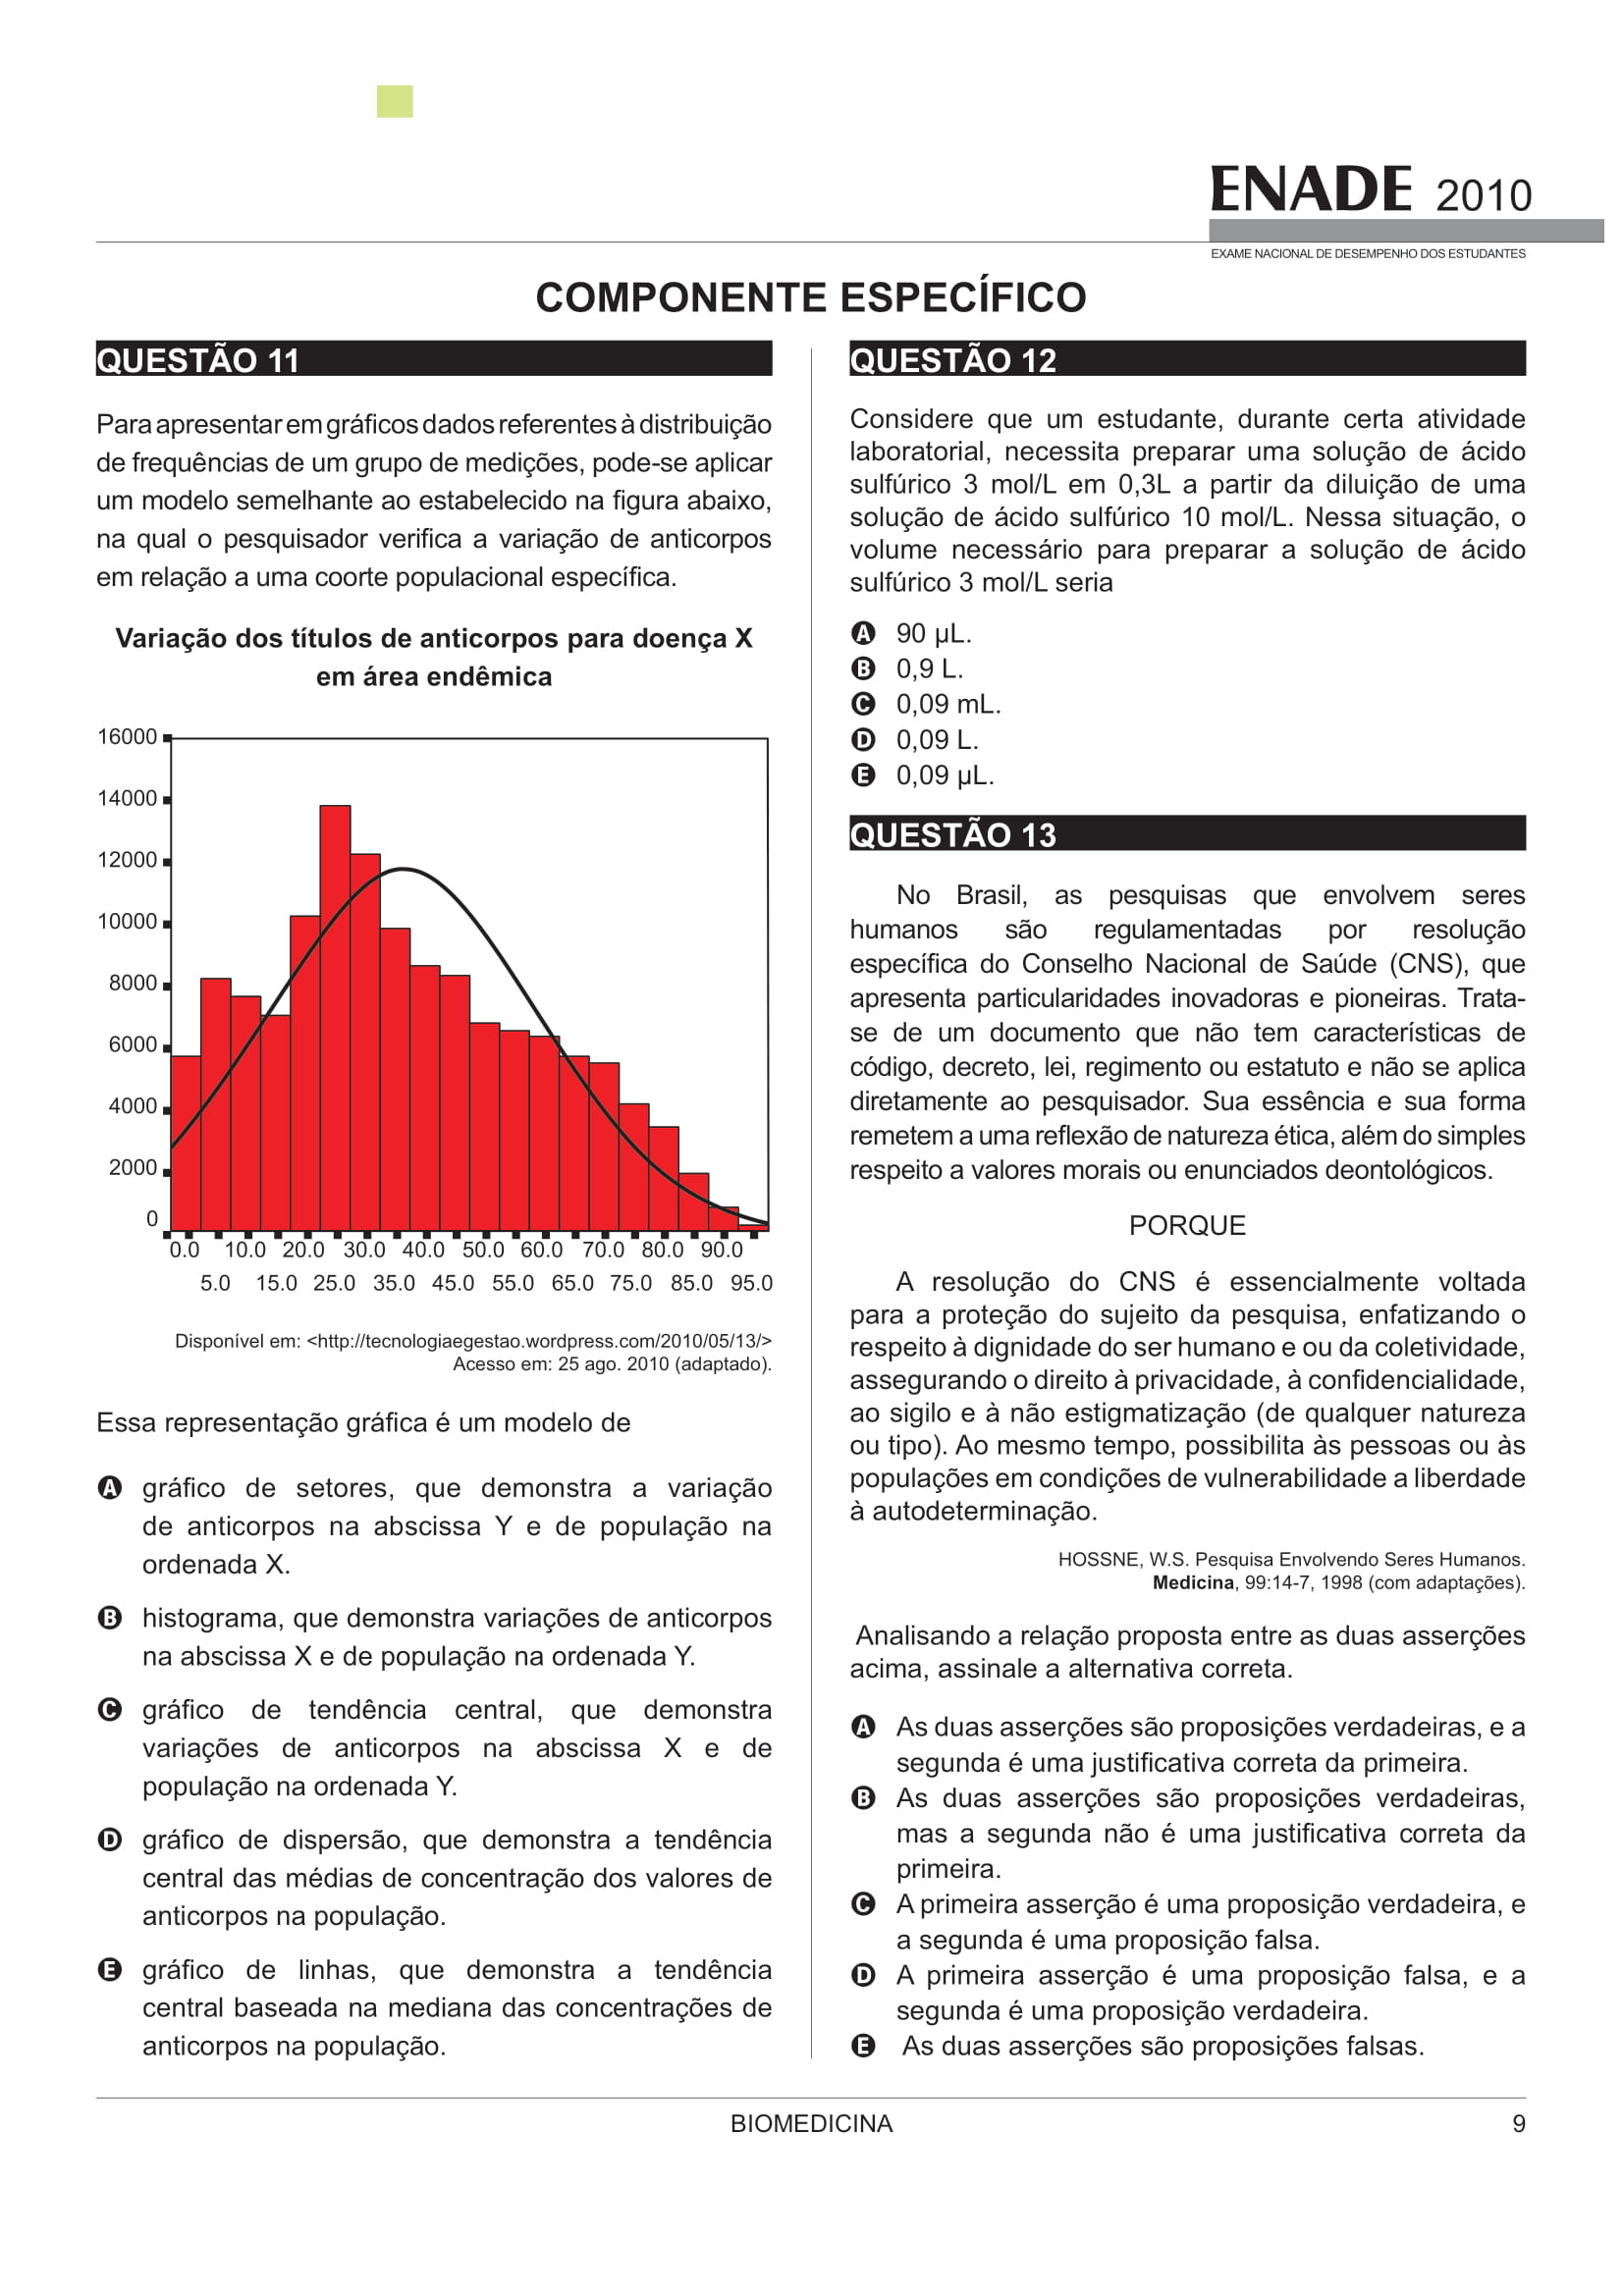 ENADE 2010
EXAME NACIONAL DE DESEMPENHO DOS ESTUDANTES
COMPONENTE ESPECÍFICO
QUESTÃO 11
Para apresentar em gráficos dados referentes à distribuição
de frequências de um grupo de medições, pode-se aplicar
um modelo semelhante ao estabelecido na figura abaixo,
na qual o pesquisador verifica a variação de anticorpos
em relação a uma coorte populacional específica.
Variação dos títulos de anticorpos para doença X
em área endêmica
16000
14000
12000
10000
8000
6000
4000
2000
0
0.0 10.0 20.0 30.0 40.0 50.0 60.0 70.0 80.0 90.0
5.0 15.0 25.0 35.0 45.0 55.0 65.0 75.0 85.0 95.0
Disponível em: <http://tecnologiaegestao.wordpress.com/2010/05/13/>
Acesso em: 25 ago. 2010 (adaptado).
Essa representação gráfica é um modelo de
A gráfico de setores, que demonstra a variação
de anticorpos na abscissa Y e de população na
ordenada X.
B histograma, que demonstra variações de anticorpos
na abscissa X e de população na ordenada Y.
C gráfico de tendência central, que demonstra
variações de anticorpos na abscissa X e de
população na ordenada Y.
D gráfico de dispersão, que demonstra a tendência
central das médias de concentração dos valores de
anticorpos na população.
E gráfico de linhas, que demonstra a tendência
central baseada na mediana das concentrações de
anticorpos na população.
QUESTÃO 12
Considere que um estudante, durante certa atividade
laboratorial, necessita preparar uma solução de ácido
sulfúrico 3 mol/L em 0,3L a partir da diluição de uma
solução de ácido sulfúrico 10 mol/L. Nessa situação, o
volume necessário para preparar a solução de ácido
sulfúrico 3 mol/L seria
A 90 µL.
B 0,9 L.
C 0,09 mL.
D 0,09 L.
E 0,09 µL.
QUESTÃO 13
No Brasil, as pesquisas que envolvem seres
humanos são regulamentadas por resolução
específica do Conselho Nacional de Saúde (CNS), que
apresenta particularidades inovadoras e pioneiras. Trata-
se de um documento que não tem características de
código, decreto, lei, regimento ou estatuto e não se aplica
diretamente ao pesquisador. Sua essência e sua forma
remetem a uma reflexão de natureza ética, além do simples
respeito a valores morais ou enunciados deontológicos.
PORQUE
A resolução do CNS é essencialmente voltada
para a proteção do sujeito da pesquisa, enfatizando o
respeito à dignidade do ser humano e ou da coletividade,
assegurando o direito à privacidade, à confidencialidade,
ao sigilo e à não estigmatização (de qualquer natureza
ou tipo). Ao mesmo tempo, possibilita às pessoas ou às
populações em condições de vulnerabilidade a liberdade
à autodeterminação.
HOSSNE, W.S. Pesquisa Envolvendo Seres Humanos.
Medicina, 99:14-7, 1998 (com adaptações).
Analisando a relação proposta entre as duas asserções
acima, assinale a alternativa correta.
A As duas asserções são proposições verdadeiras, e a
segunda é uma justificativa correta da primeira.
B As duas asserções são proposições verdadeiras,
mas a segunda não é uma justificativa correta da
primeira.
C A primeira asserção é uma proposição verdadeira, e
a segunda é uma proposição falsa.
D A primeira asserção é uma proposição falsa, e a
segunda é uma proposição verdadeira.
E As duas asserções são proposições falsas.
BIOMEDICINA
9